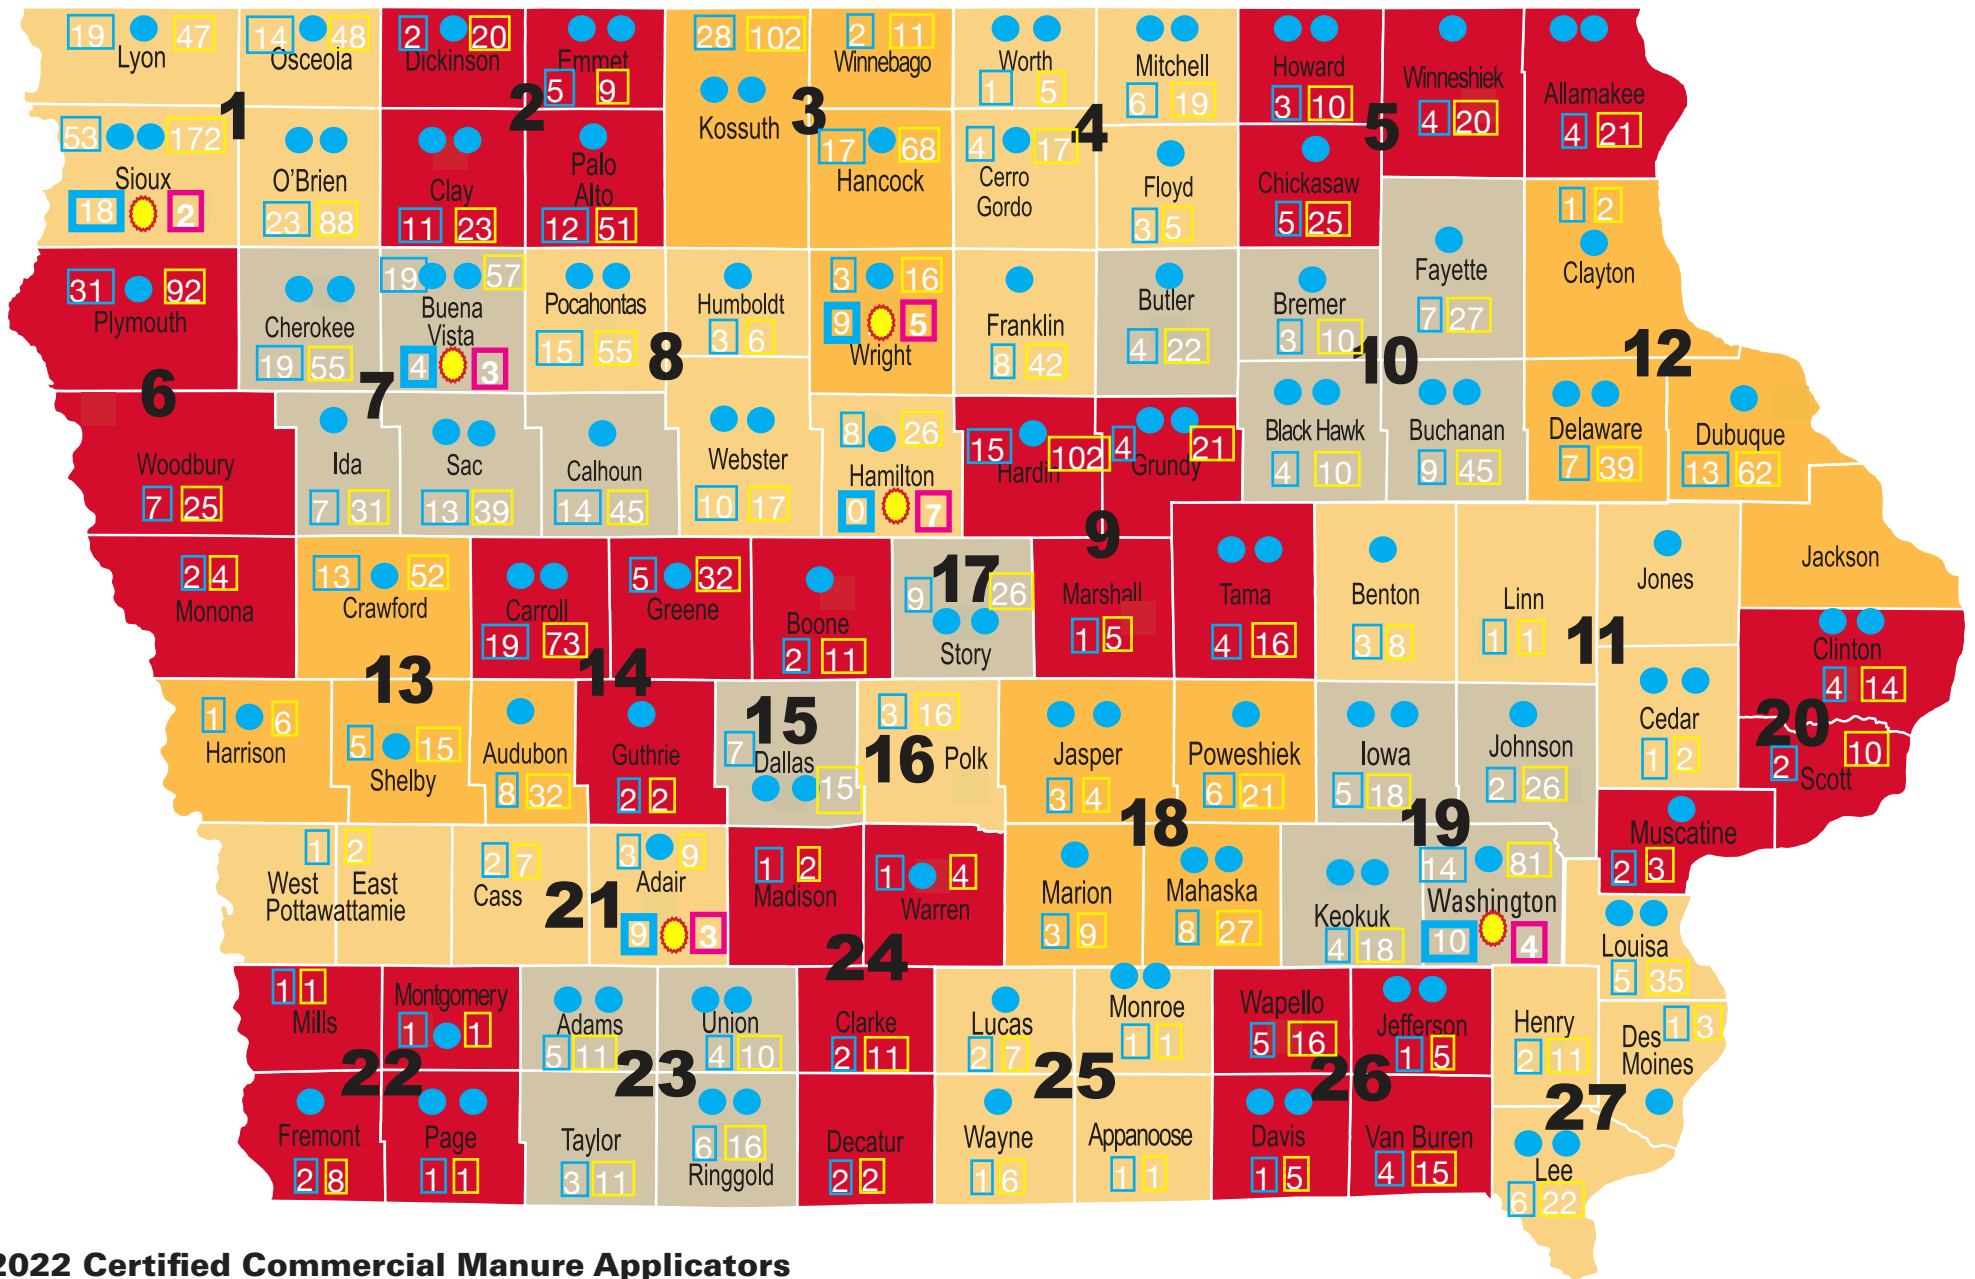 19 47
Lyon
14 48
Osceola
2 20
Dickinson
Emmet
5 9
28 102
Kossuth
2 11
Winnebago
Worth
1 5
Mitchell
6 19
Howard
3 10
Winneshiek
4 20
Allamakee
4 21
1
2
3
4
5
53 172
Sioux
18 2
O'Brien
23 88
Clay
11 23
Palo
Alto
12 51
17 68
Hancock
4 17
Cerro
Gordo
Floyd
3 5
Chickasaw
5 25
Fayette
7 27
1 2
Clayton
31 92
Plymouth
Cherokee
19 55
19 57
Buena
Vista
4 3
Pocahontas
15 55
Humboldt
3 6
3 16
9 5
Wright
Franklin
8 42
Butler
4 22
Bremer
3 10
6
7
8
10
12
Woodbury
7 25
Ida
7 31
Sac
13 39
Calhoun
14 45
Webster
10 17
8 26
Hamilton
0 7
15 102
Hardin
4 21
Grundy
Black Hawk
4 10
Buchanan
9 45
Delaware
7 39
Dubuque
13 62
9
2 4
Monona
13 52
Crawford
Carroll
19 73
5 32
Greene
Boone
2 11
17
9 26
Story
Marshall
1 5
Tama
4 16
Benton
3 8
Linn
1 1
Jones
Jackson
11
Clinton
4 14
13
14
1 6
Harrison
5 15
Shelby
Audubon
8 32
Guthrie
2 2
15
7
Dallas
15
3 16
16 Polk
Jasper
3 4
Poweshiek
6 21
Iowa
5 18
Johnson
2 26
Cedar
1 2
20
10
2 Scott
18
19
Muscatine
2 3
1 2
West East
Pottawattamie
2 7
Cass
21
3 9
Adair
9 3
1 2
Madison
1 4
Warren
Marion
3 9
Mahaska
8 27
Keokuk
4 18
14 81
Washington
10 4
Louisa
5 35
24
1 1
Mills
Montgomery
1 1
Adams
5 11
Union
4 10
Clarke
2 11
Lucas
2 7
Monroe
1 1
Wapello
5 16
Jefferson
1 5
Henry
2 11
1 3
Des
Moines
22
23
25
26
27
Fremont
2 8
Page
1 1
Taylor
3 11
6 16
Ringgold
Decatur
2 2
Wayne
1 6
Appanoose
1 1
Davis
1 5
Van Buren
4 15
Lee
6 22
2022 Certified Commercial Manure Applicators